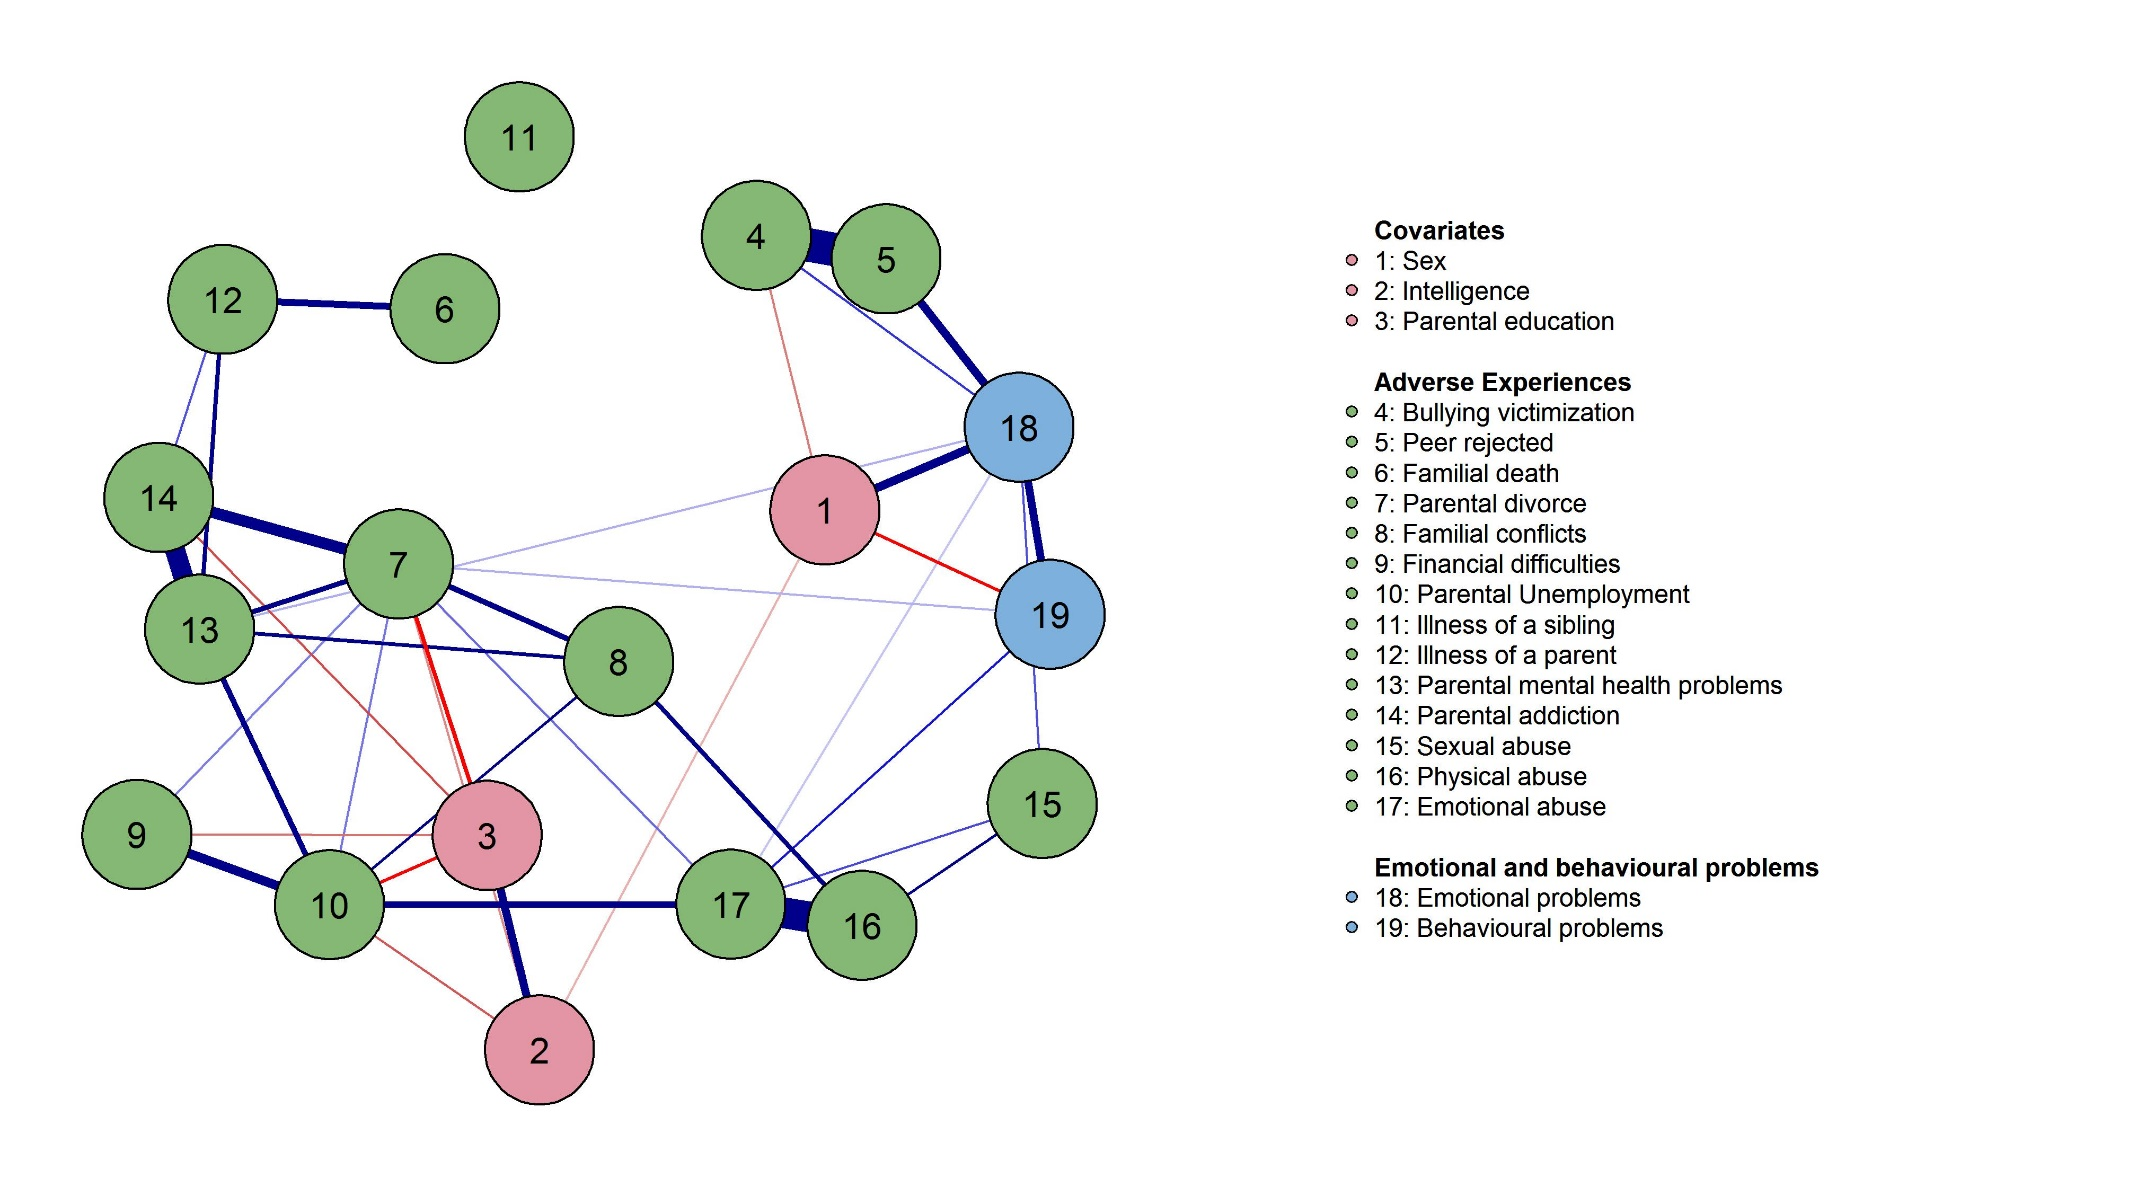 11
4
5
12
6
18
14
1
7
13
19
8
15
9
3
10
17
16
2
Covariates
1: Sex
2: Intelligence
3: Parental education
Adverse Experiences
4: Bullying victimization
5: Peer rejected
6: Familial death
7: Parental divorce
8: Familial conflicts
9: Financial difficulties
10: Parental Unemployment
11: Illness of a sibling
12: Illness of a parent
13: Parental mental health problems
14: Parental addiction
15: Sexual abuse
16: Physical abuse
17: Emotional abuse
Emotional and behavioural problems
18: Emotional problems
19: Behavioural problems